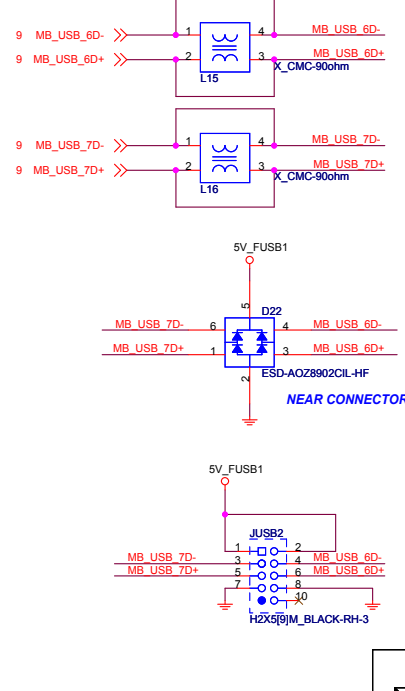 9 MB_USB_6D- 1 4 MB_USB_6D-
9 MB_USB_6D+ 2 3 MB_USB_6D+
L15 X_CMC-90ohm
9 MB_USB_7D- 1 4 MB_USB_7D-
9 MB_USB_7D+ 2 3 MB_USB_7D+
L16 X_CMC-90ohm
5V_FUSB1
5 D22
MB_USB_7D- 6 4 MB_USB_6D-
MB_USB_7D+ 1 3 MB_USB_6D+
2 ESD-AOZ8902CIL-HF
NEAR CONNECTOR
5V_FUSB1
JUSB2
1 2
MB_USB_7D- 3 4 MB_USB_6D-
MB_USB_7D+ 5 6 MB_USB_6D+
7 8
10
H2X5[9]M_BLACK-RH-3